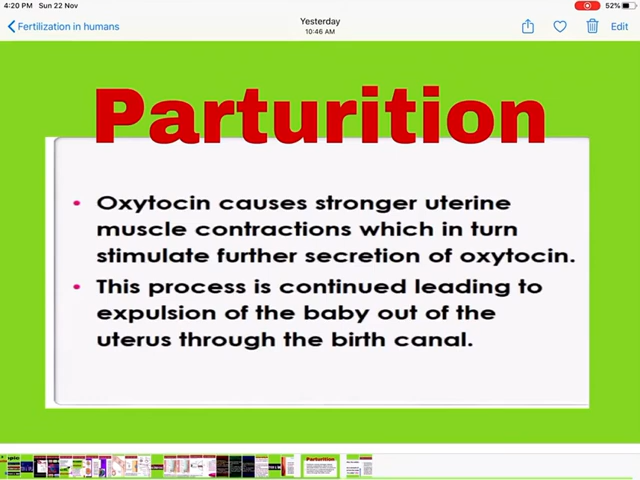 4:20 PM Sun 22 Nov
52%
Fertilization in humans
Yesterday
10:46 AM
Edit
Parturition
• Oxytocin causes stronger uterine
muscle contractions which in turn
stimulate further secretion of oxytocin.
• This process is continued leading to
expulsion of the baby out of the
uterus through the birth canal.
Parturition